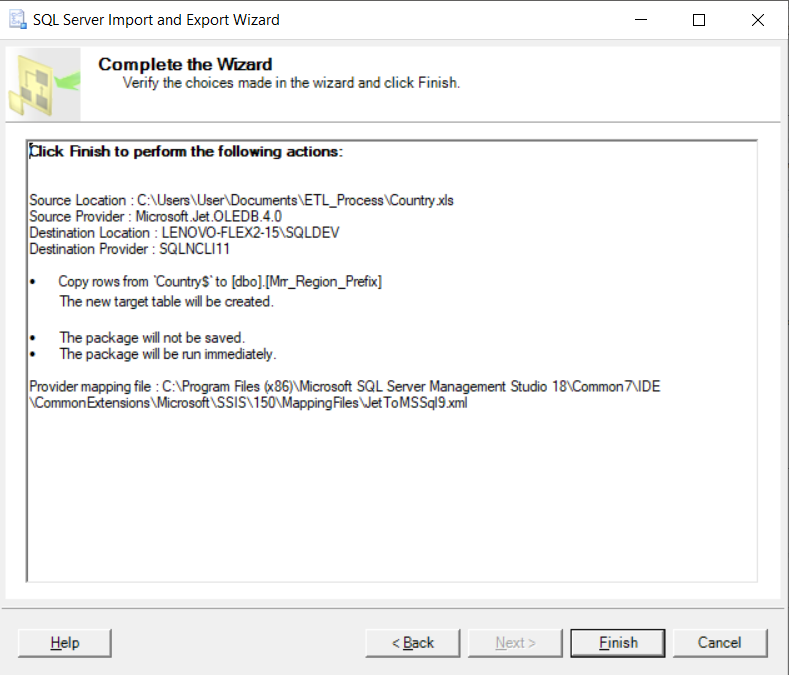 SQL Server Import and Export Wizard
Complete the Wizard
Verify the choices made in the wizard and click Finish.
Click Finish to perform the following actions:
Source Location : C:\Users\User\Documents\ETL_Process\Country.xls
Source Provider : Microsoft.Jet.OLEDB.4.0
Destination Location : LENOVO-FLEX2-15\SQLDEV
Destination Provider : SQLNCLI11
• Copy rows from `Country$` to [dbo].[Mrr_Region_Prefix]
The new target table will be created.
• The package will not be saved.
• The package will be run immediately.
Provider mapping file : C:\Program Files (x86)\Microsoft SQL Server Management Studio 18\Common7\IDE
\CommonExtensions\Microsoft\SSIS\150\MappingFiles\JetToMSSql9.xml
Help < Back Next > Finish Cancel